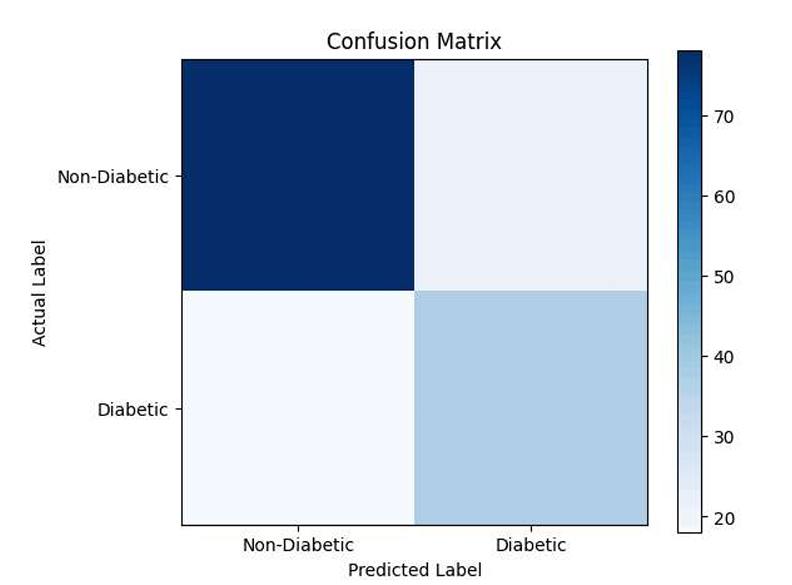 Confusion Matrix
Non-Diabetic
Diabetic
Actual Label
Non-Diabetic Diabetic
Predicted Label
70
60
50
40
30
20